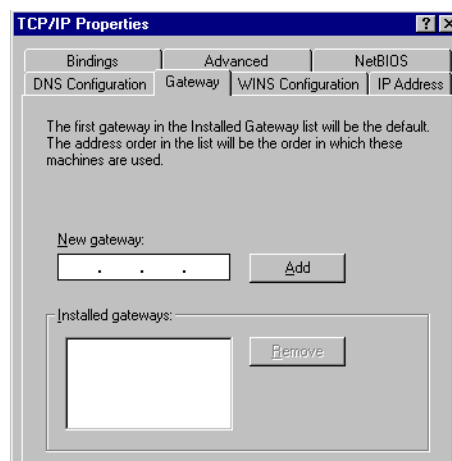 TCP/IP Properties
Bindings Advanced NetBIOS
DNS Configuration Gateway WINS Configuration IP Address
The first gateway in the Installed Gateway list will be the default.
The address order in the list will be the order in which these
machines are used.
New gateway:
. . . Add
Installed gateways:
Remove